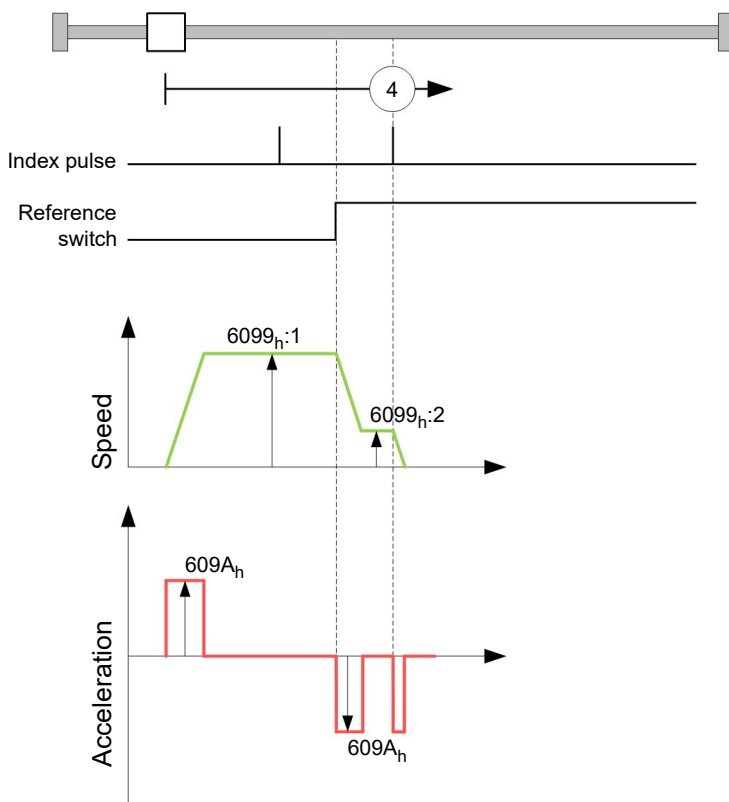 4
Index pulse
Reference
switch
6099h:1
6099h:2
Speed
609Ah
Acceleration
609Ah